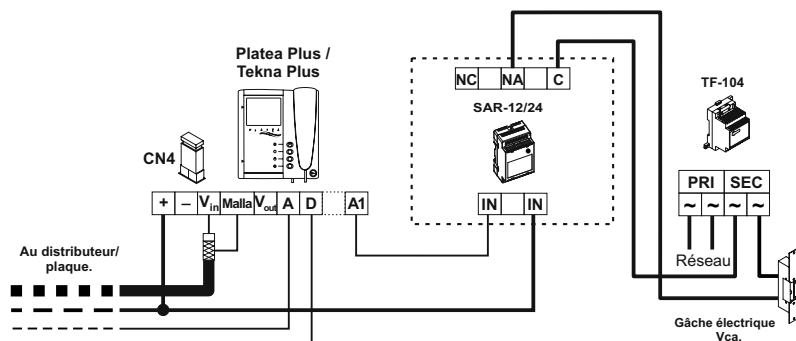 Platea Plus /
Tekna Plus
NC NA C
SAR-12/24
TF-104
CN4
PLATEA
PRI SEC
~ ~ ~ ~
+ – Vin Malla Vout A D A1
IN IN
Réseau
Au distributeur/
plaque.
Gâche électrique
Vca.